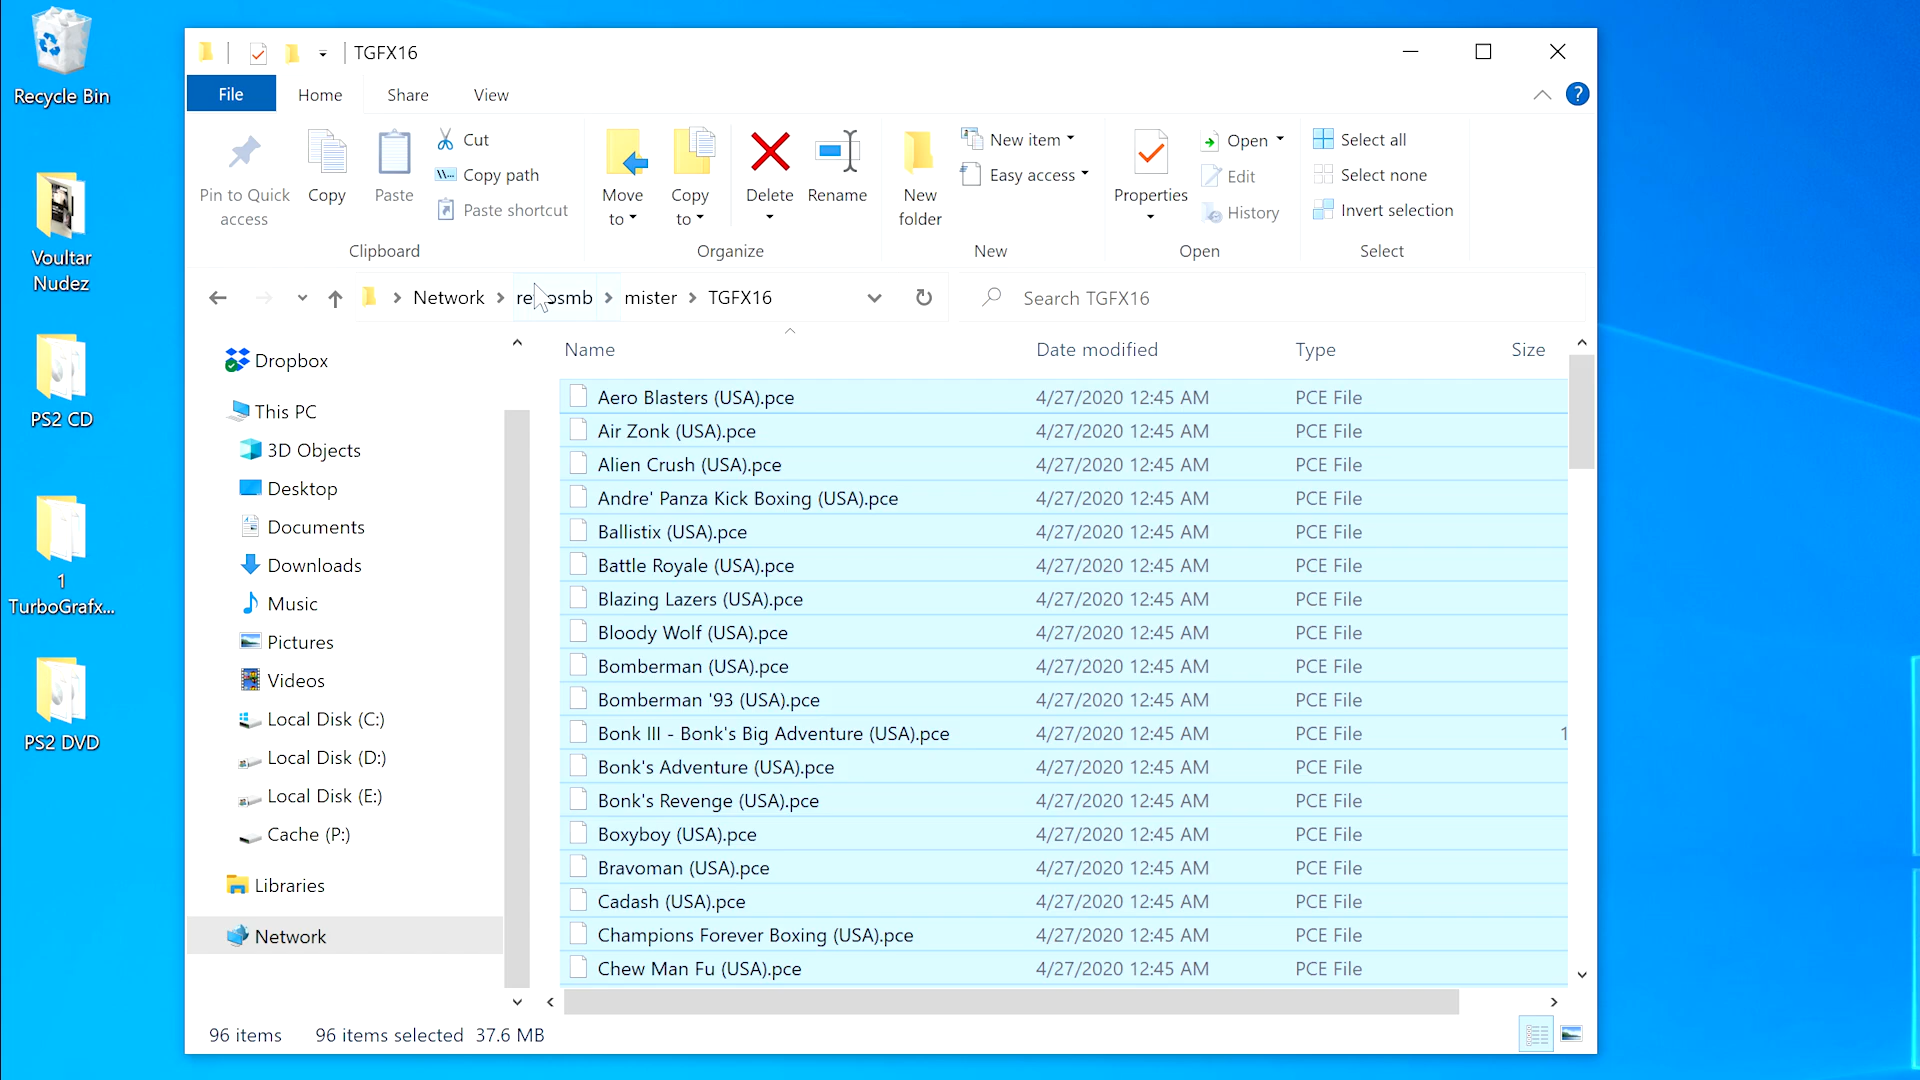 TGFX16
File Home Share View
?
Pin to Quick access
Copy
Paste
Cut
Copy path
Paste shortcut
Clipboard
Move to
Copy to
Delete
Rename
Organize
New folder
New item
Easy access
New
Properties
Open
Edit
History
Open
Select all
Select none
Invert selection
Select
Network mister TGFX16
Search TGFX16
Recycle Bin
Voultar
Nudez
PS2 CD
1
TurboGrafx...
PS2 DVD
Dropbox
This PC
3D Objects
Desktop
Documents
Downloads
Music
Pictures
Videos
Local Disk (C:)
Local Disk (D:)
Local Disk (E:)
Cache (P:)
Libraries
Network
Name Date modified Type Size
Aero Blasters (USA).pce 4/27/2020 12:45 AM PCE File
Air Zonk (USA).pce 4/27/2020 12:45 AM PCE File
Alien Crush (USA).pce 4/27/2020 12:45 AM PCE File
Andre' Panza Kick Boxing (USA).pce 4/27/2020 12:45 AM PCE File
Ballistix (USA).pce 4/27/2020 12:45 AM PCE File
Battle Royale (USA).pce 4/27/2020 12:45 AM PCE File
Blazing Lazers (USA).pce 4/27/2020 12:45 AM PCE File
Bloody Wolf (USA).pce 4/27/2020 12:45 AM PCE File
Bomberman (USA).pce 4/27/2020 12:45 AM PCE File
Bomberman '93 (USA).pce 4/27/2020 12:45 AM PCE File
Bonk III - Bonk's Big Adventure (USA).pce 4/27/2020 12:45 AM PCE File 1
Bonk's Adventure (USA).pce 4/27/2020 12:45 AM PCE File
Bonk's Revenge (USA).pce 4/27/2020 12:45 AM PCE File
Boxyboy (USA).pce 4/27/2020 12:45 AM PCE File
Bravoman (USA).pce 4/27/2020 12:45 AM PCE File
Cadash (USA).pce 4/27/2020 12:45 AM PCE File
Champions Forever Boxing (USA).pce 4/27/2020 12:45 AM PCE File
Chew Man Fu (USA).pce 4/27/2020 12:45 AM PCE File
96 items 96 items selected 37.6 MB